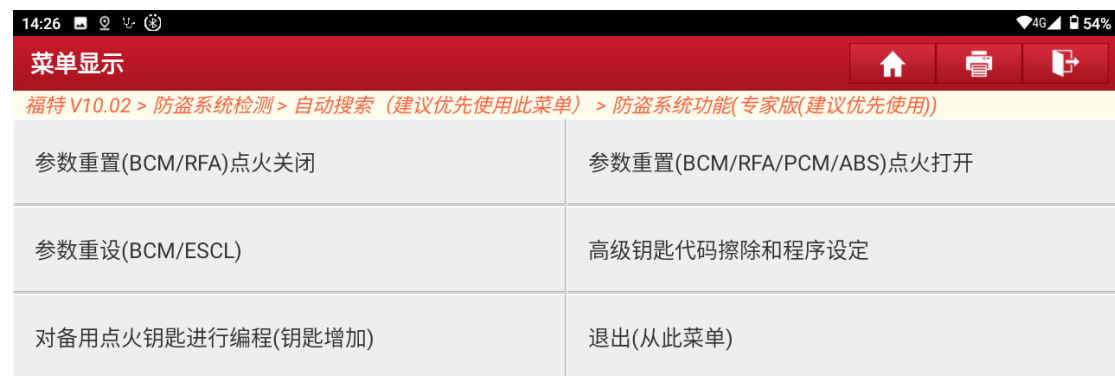 14:26 4G 54%
菜单显示
福特 V10.02 > 防盗系统检测 > 自动搜索（建议优先使用此菜单） > 防盗系统功能(专家版(建议优先使用))
参数重置(BCM/RFA)点火关闭 参数重置(BCM/RFA/PCM/ABS)点火打开
参数重设(BCM/ESCL) 高级钥匙代码擦除和程序设定
对备用点火钥匙进行编程(钥匙增加) 退出(从此菜单)